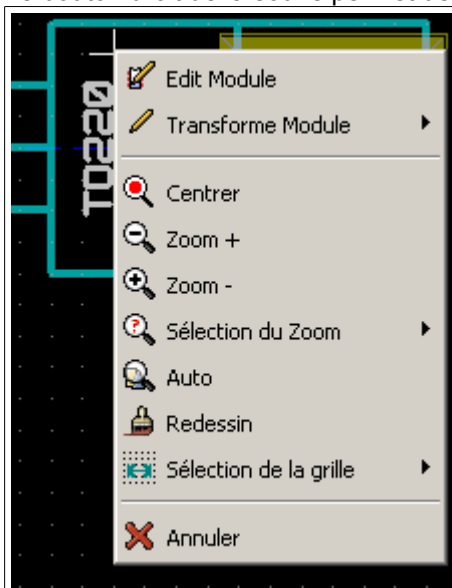 TO220
Edit Module
Transforme Module
Centrer
Zoom +
Zoom -
Sélection du Zoom
Auto
Redessin
Sélection de la grille
Annuler